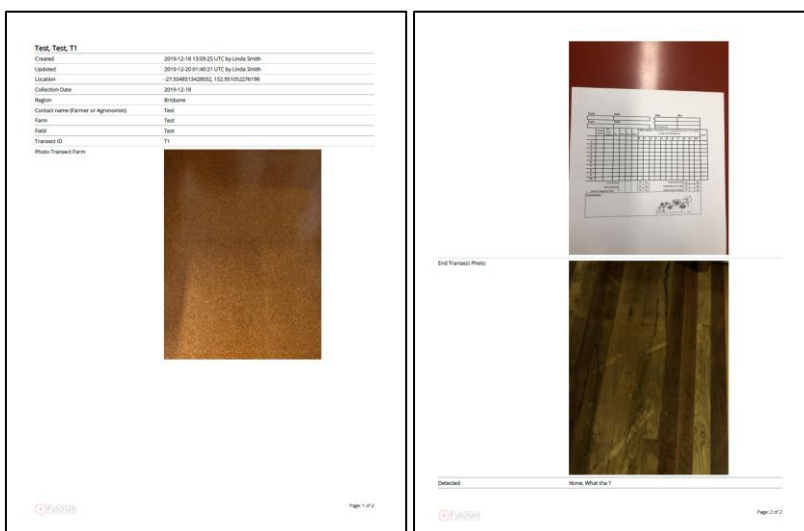 Test, Test, T1
Created 2019-12-18 13:09:25 UTC by Linda Smith
Updated 2019-12-20 01:40:21 UTC by Linda Smith
Location -27.5048513428032, 152.951052276198
Collection Date 2019-12-18
Region Brisbane
Contact name (Farmer or Agronomist) Test
Farm Test
Field Test
Transect ID T1
Photo Transect Form
Fulcrum
Page: 1 of 2
End Transect Photo
Detected None, What tha ?
Fulcrum
Page: 2 of 2